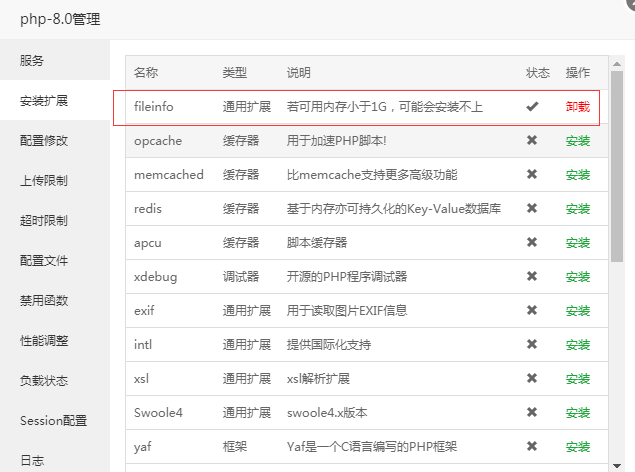 php-8.0管理
服务
安装扩展
配置修改
上传限制
超时限制
配置文件
禁用函数
性能调整
负载状态
Session配置
日志
名称 类型 说明 状态 操作
fileinfo 通用扩展 若可用内存小于1G，可能会安装不上 ✔ 卸载
opcache 缓存器 用于加速PHP脚本! ✖ 安装
memcached 缓存器 比memcache支持更多高级功能 ✖ 安装
redis 缓存器 基于内存亦可持久化的Key-Value数据库 ✖ 安装
apcu 缓存器 脚本缓存器 ✖ 安装
xdebug 调试器 开源的PHP程序调试器 ✖ 安装
exif 通用扩展 用于读取图片EXIF信息 ✖ 安装
intl 通用扩展 提供国际化支持 ✖ 安装
xsl 通用扩展 xsl解析扩展 ✖ 安装
Swoole4 通用扩展 swoole4.x版本 ✖ 安装
yaf 框架 Yaf是一个C语言编写的PHP框架 ✖ 安装